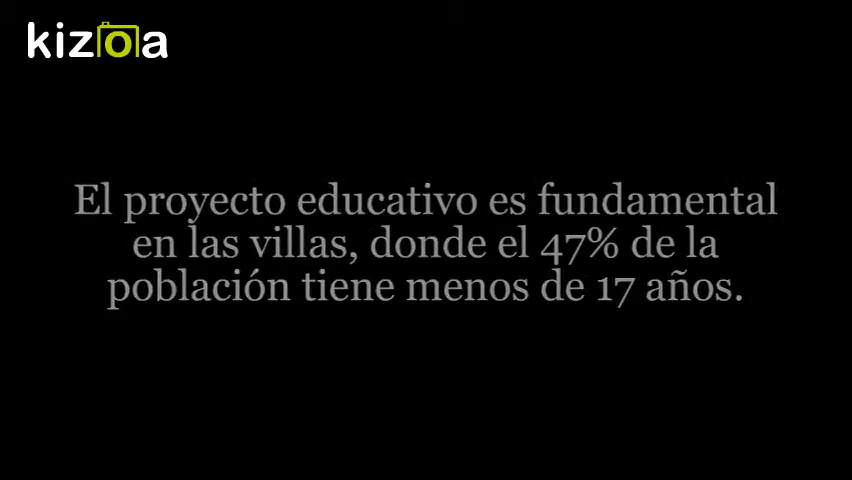 kizoa
El proyecto educativo es fundamental
en las villas, donde el 47% de la
población tiene menos de 17 años.